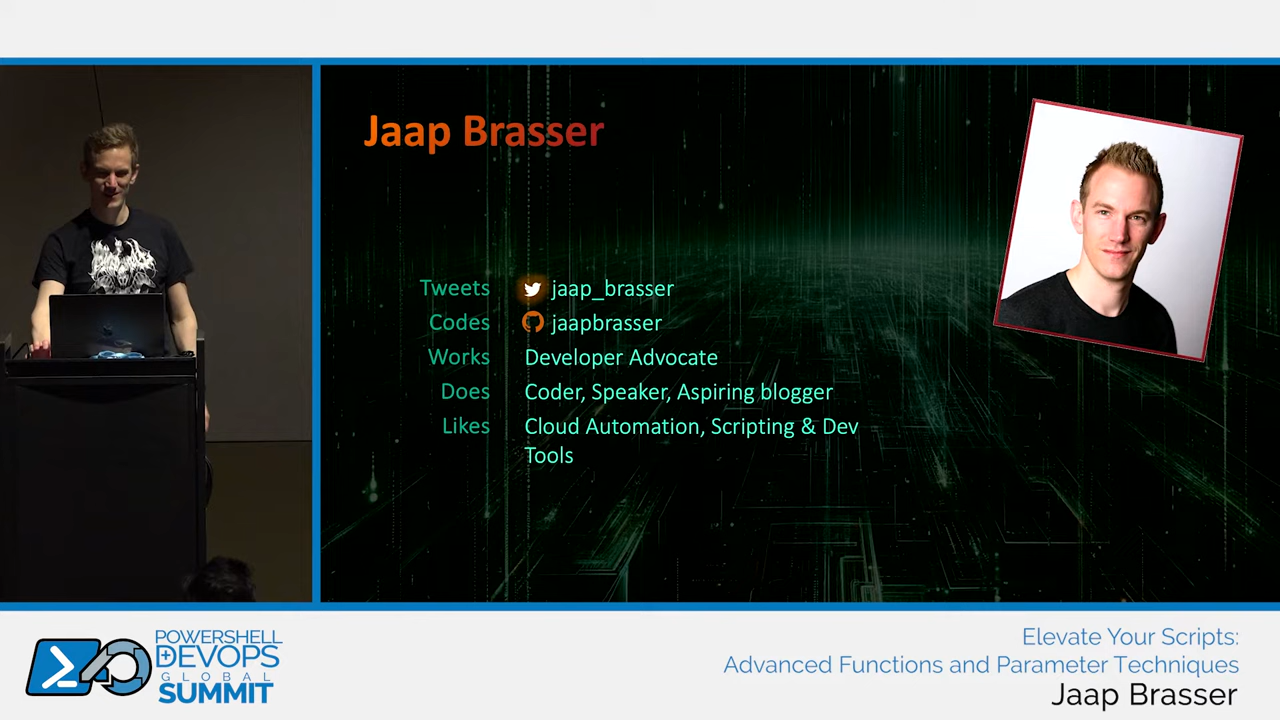 Jaap Brasser
Tweets jaap_brasser
Codes jaapbrasser
Works Developer Advocate
Does Coder, Speaker, Aspiring blogger
Likes Cloud Automation, Scripting & Dev
Tools
POWERSHELL
+ DEVOPS
GLOBAL
SUMMIT
Elevate Your Scripts:
Advanced Functions and Parameter Techniques
Jaap Brasser